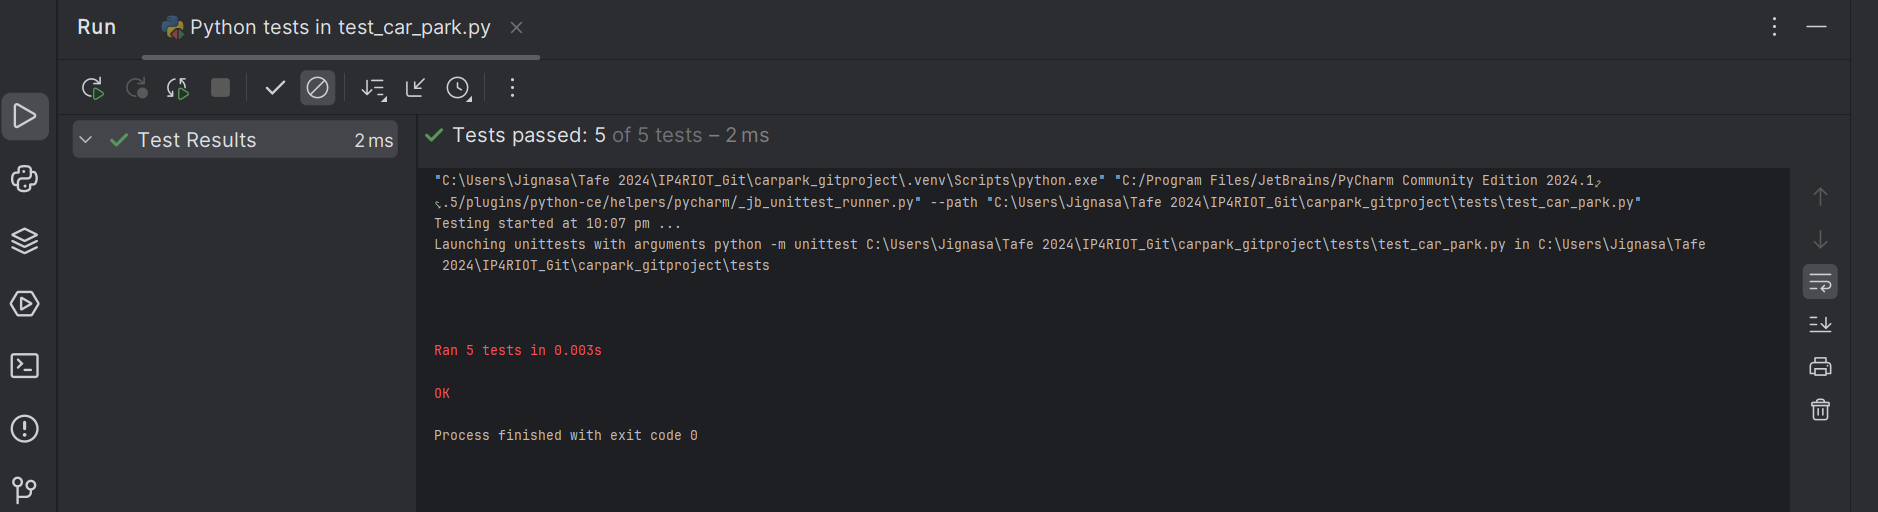 Run
Python tests in test_car_park.py
Test Results
2 ms
Tests passed: 5 of 5 tests – 2 ms
"C:\Users\Jignasa\Tafe 2024\IP4RIOT_Git\carpark_gitproject\.venv\Scripts\python.exe" "C:/Program Files/JetBrains/PyCharm Community Edition 2024.1
.5/plugins/python-ce/helpers/pycharm/_jb_unittest_runner.py" --path "C:\Users\Jignasa\Tafe 2024\IP4RIOT_Git\carpark_gitproject\tests\test_car_park.py"
Testing started at 10:07 pm ...
Launching unittests with arguments python -m unittest C:\Users\Jignasa\Tafe 2024\IP4RIOT_Git\carpark_gitproject\tests\test_car_park.py in C:\Users\Jignasa\Tafe
2024\IP4RIOT_Git\carpark_gitproject\tests
Ran 5 tests in 0.003s
OK
Process finished with exit code 0